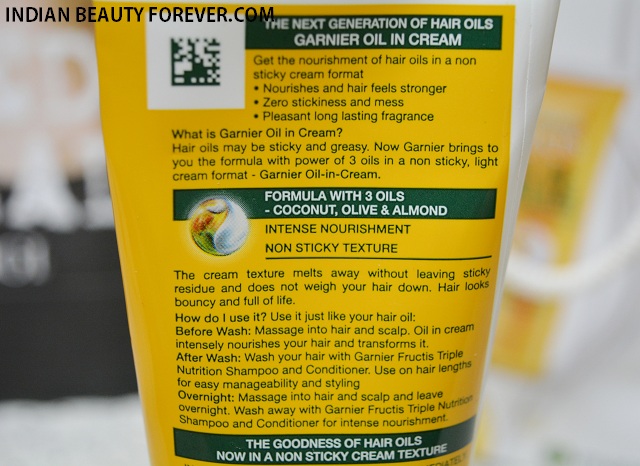 INDIAN BEAUTY FOREVER.COM
THE NEXT GENERATION OF HAIR OILS
GARNIER OIL IN CREAM
Get the nourishment of hair oils in a non
sticky cream format
• Nourishes and hair feels stronger
• Zero stickiness and mess
• Pleasant long lasting fragrance
What is Garnier Oil in Cream?
Hair oils may be sticky and greasy. Now Garnier brings to
you the formula with power of 3 oils in a non sticky, light
cream format - Garnier Oil-in-Cream.
FORMULA WITH 3 OILS
- COCONUT, OLIVE & ALMOND
INTENSE NOURISHMENT
NON STICKY TEXTURE
The cream texture melts away without leaving sticky
residue and does not weigh your hair down. Hair looks
bouncy and full of life.
How do I use it? Use it just like your hair oil:
Before Wash: Massage into hair and scalp. Oil in cream
intensely nourishes your hair and transforms it.
After Wash: Wash your hair with Garnier Fructis Triple
Nutrition Shampoo and Conditioner. Use on hair lengths
for easy manageability and styling
Overnight: Massage into hair and scalp and leave
overnight. Wash away with Garnier Fructis Triple Nutrition
Shampoo and Conditioner for intense nourishment.
THE GOODNESS OF HAIR OILS
NOW IN A NON STICKY CREAM TEXTURE